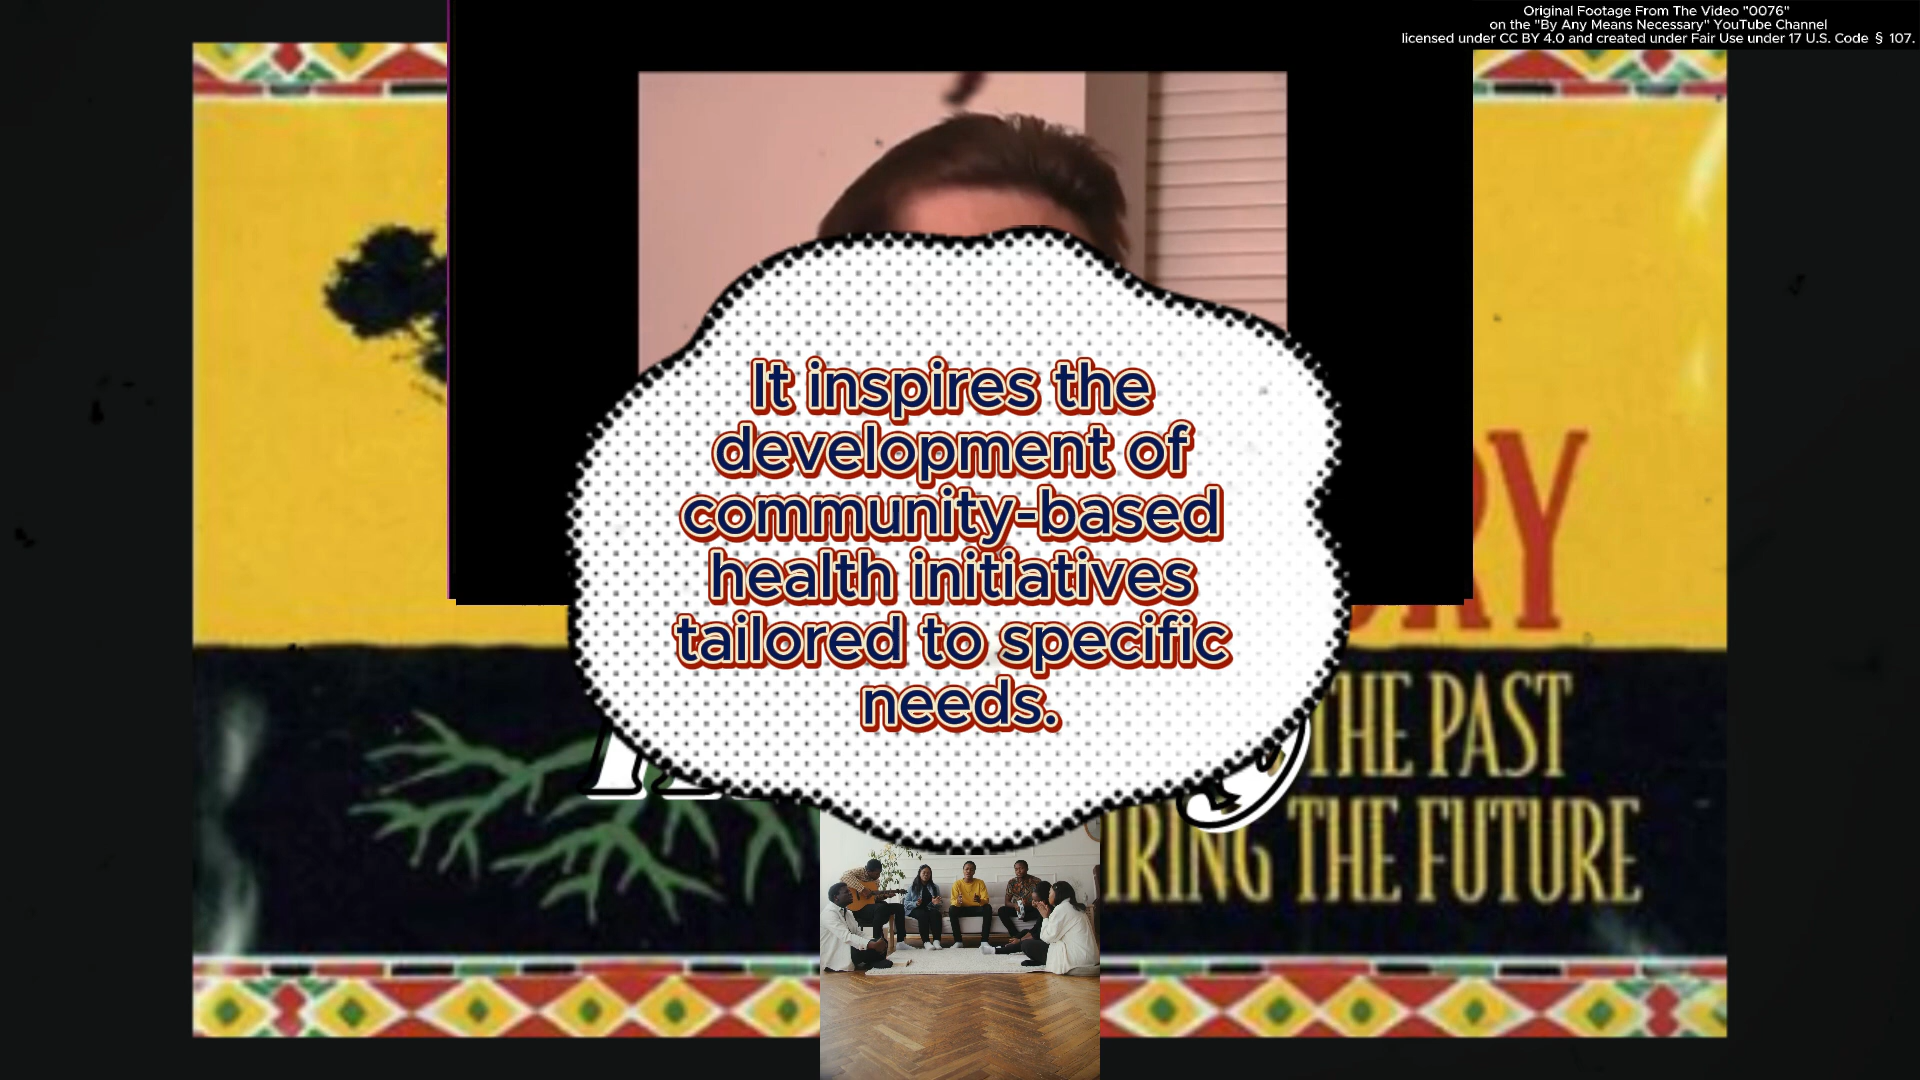 Original Footage From The Video "0076"
on the "By Any Means Necessary" YouTube Channel
licensed under CC BY 4.0 and created under Fair Use under 17 U.S. Code § 107.
It inspires the
development of
community-based
health initiatives
tailored to specific
needs.
THE PAST
THE FUTURE